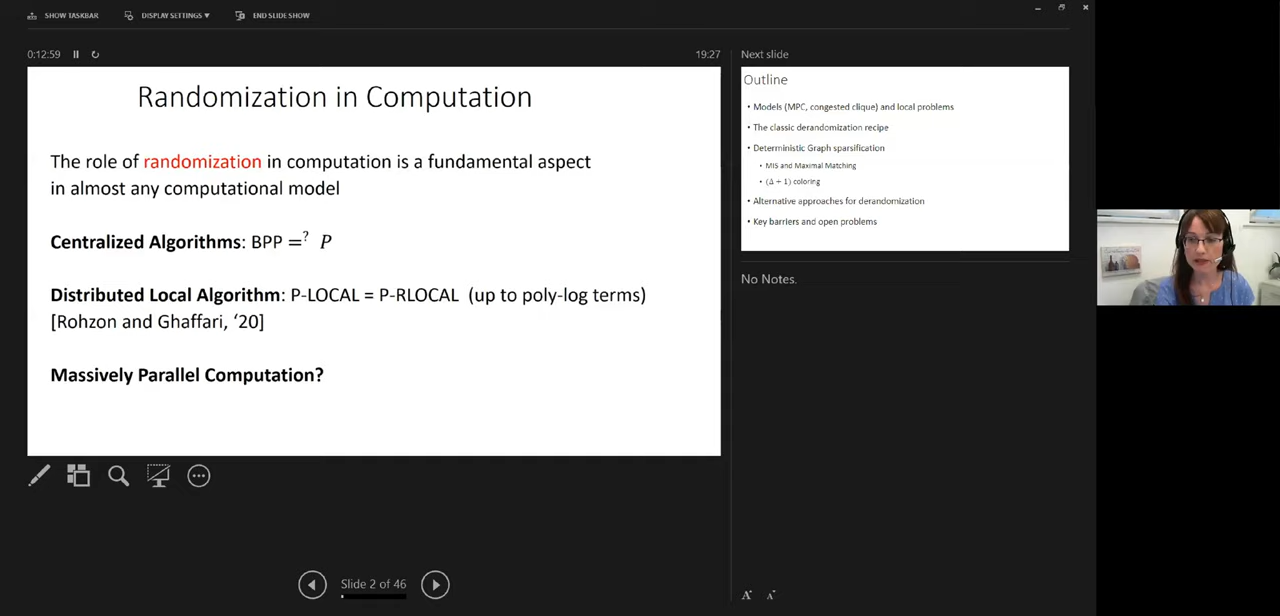 SHOW TASKBAR
DISPLAY SETTINGS ▾
END SLIDE SHOW
0:12:59
19:27
Randomization in Computation
The role of randomization in computation is a fundamental aspect
in almost any computational model
Centralized Algorithms: BPP =? P
Distributed Local Algorithm: P-LOCAL = P-RLOCAL (up to poly-log terms)
[Rohzon and Ghaffari, ‘20]
Massively Parallel Computation?
Slide 2 of 46
Next slide
Outline
• Models (MPC, congested clique) and local problems
• The classic derandomization recipe
• Deterministic Graph sparsification
• MIS and Maximal Matching
• (Δ + 1) coloring
• Alternative approaches for derandomization
• Key barriers and open problems
No Notes.
A
A